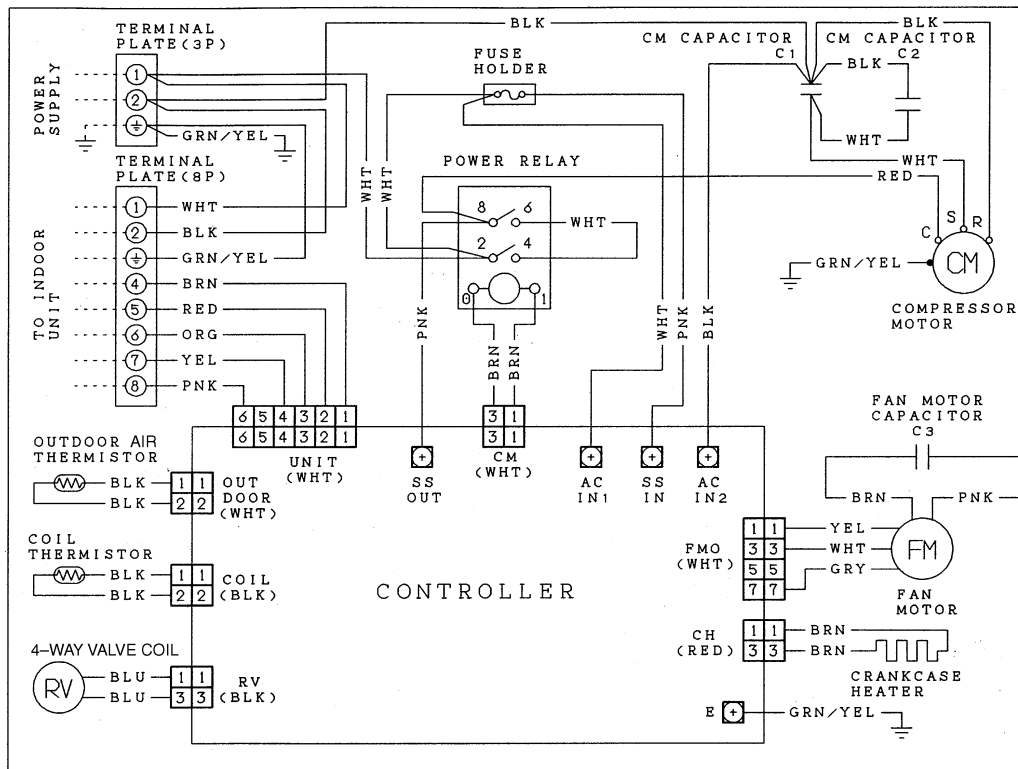 TERMINAL
PLATE(3P)
POWER
SUPPLY
1
2
GRN/YEL
TERMINAL
PLATE(8P)
TO INDOOR
UNIT
1 WHT
2 BLK
GRN/YEL
4 BRN
5 RED
6 ORG
7 YEL
8 PNK
6 5 4 3 2 1
6 5 4 3 2 1
UNIT
(WHT)
BLK
FUSE
HOLDER
WHT
WHT
POWER RELAY
8 6
WHT
2 4
0 1
PNK
BRN
BRN
WHT
PNK
BLK
CM CAPACITOR
C1
BLK
CM CAPACITOR
C2
BLK
WHT
WHT
RED
C S R
CM
GRN/YEL
COMPRESSOR
MOTOR
3 1
3 1
CM
(WHT)
SS
OUT
AC
IN1
SS
IN
AC
IN2
OUTDOOR AIR
THERMISTOR
BLK 1 1
BLK 2 2
OUT
DOOR
(WHT)
COIL
THERMISTOR
BLK 1 1
BLK 2 2
COIL
(BLK)
4-WAY VALVE COIL
RV
BLU 1 1
BLU 3 3
RV
(BLK)
CONTROLLER
FAN MOTOR
CAPACITOR
C3
BRN
PNK
FMO
(WHT)
1 1 YEL
3 3 WHT
5 5
7 7 GRY
FM
FAN
MOTOR
CH
(RED)
1 1 BRN
3 3 BRN
CRANKCASE
HEATER
E
GRN/YEL